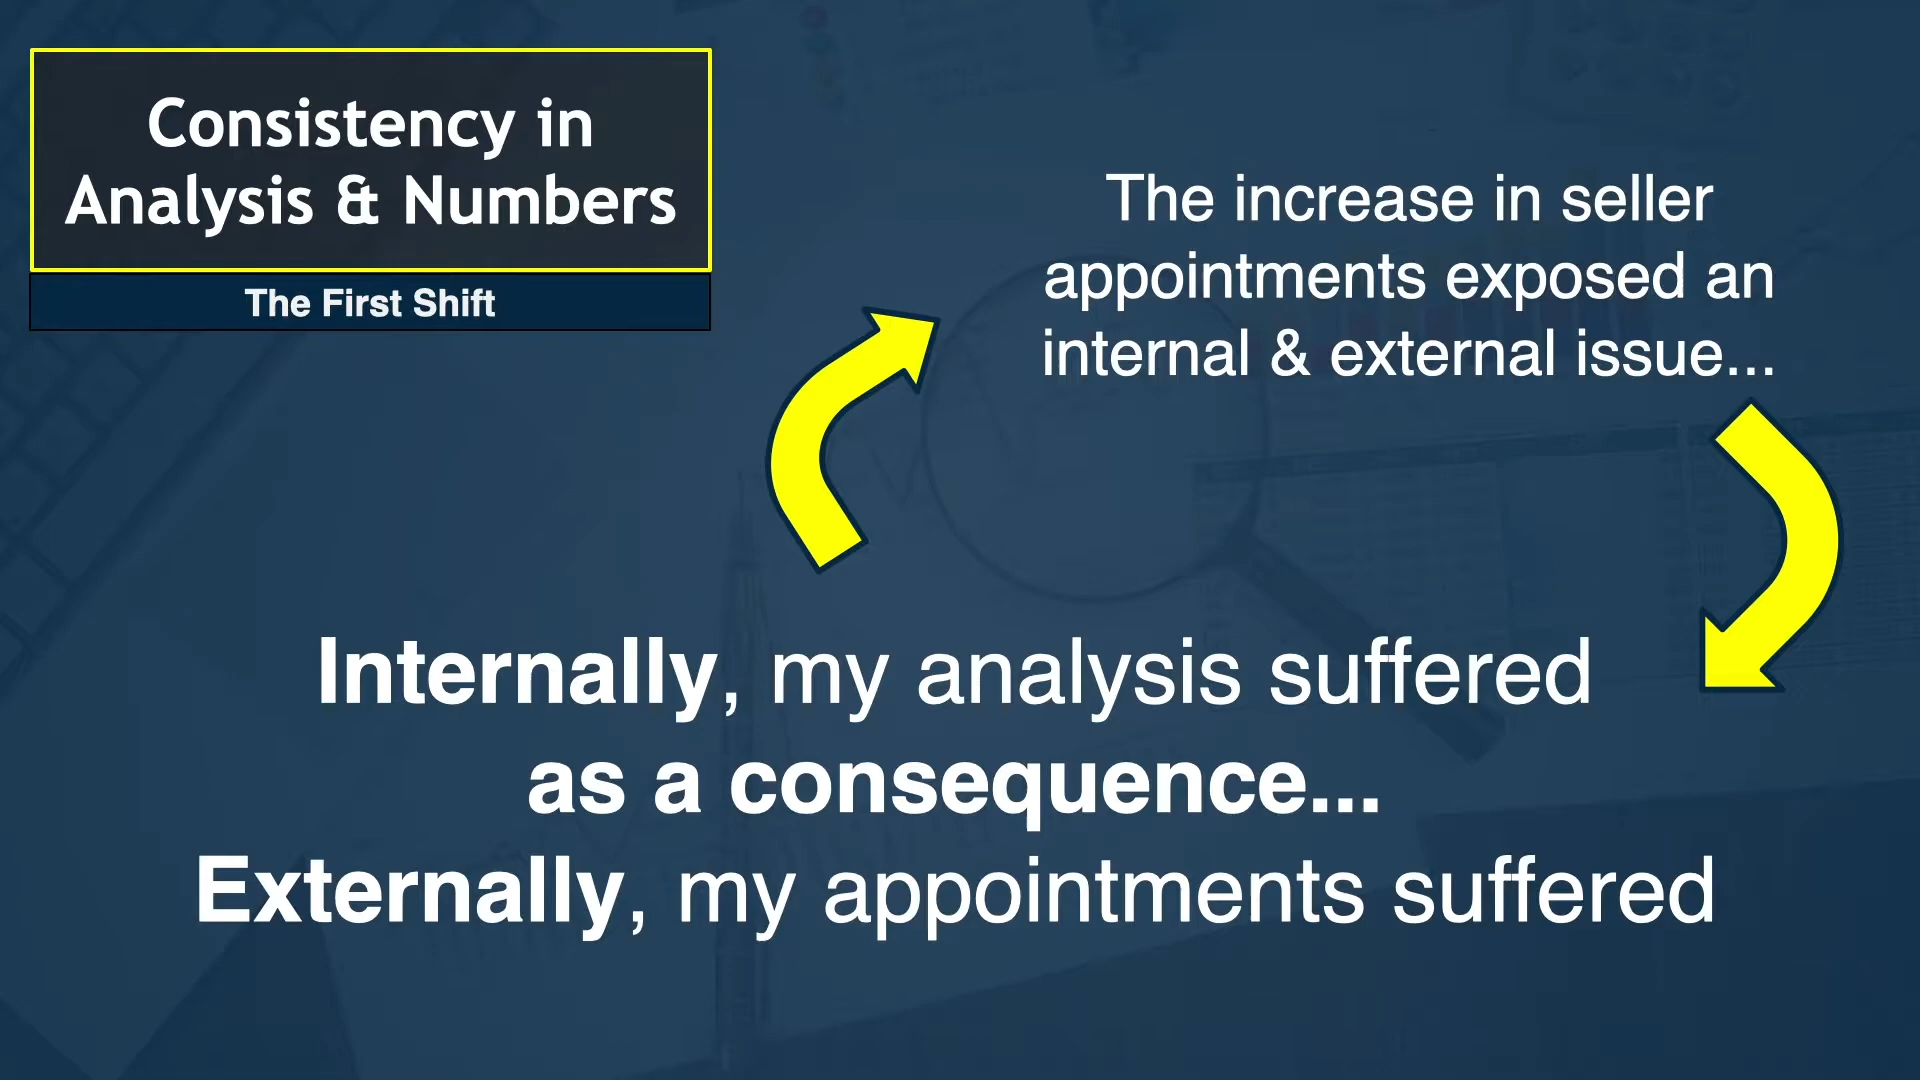 Consistency in
Analysis & Numbers
The First Shift
The increase in seller
appointments exposed an
internal & external issue...
Internally, my analysis suffered
as a consequence...
Externally, my appointments suffered